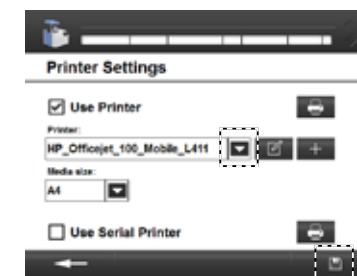 Printer Settings
Use Printer
Printer:
HP_Officejet_100_Mobile_L411
Media size:
A4
Use Serial Printer